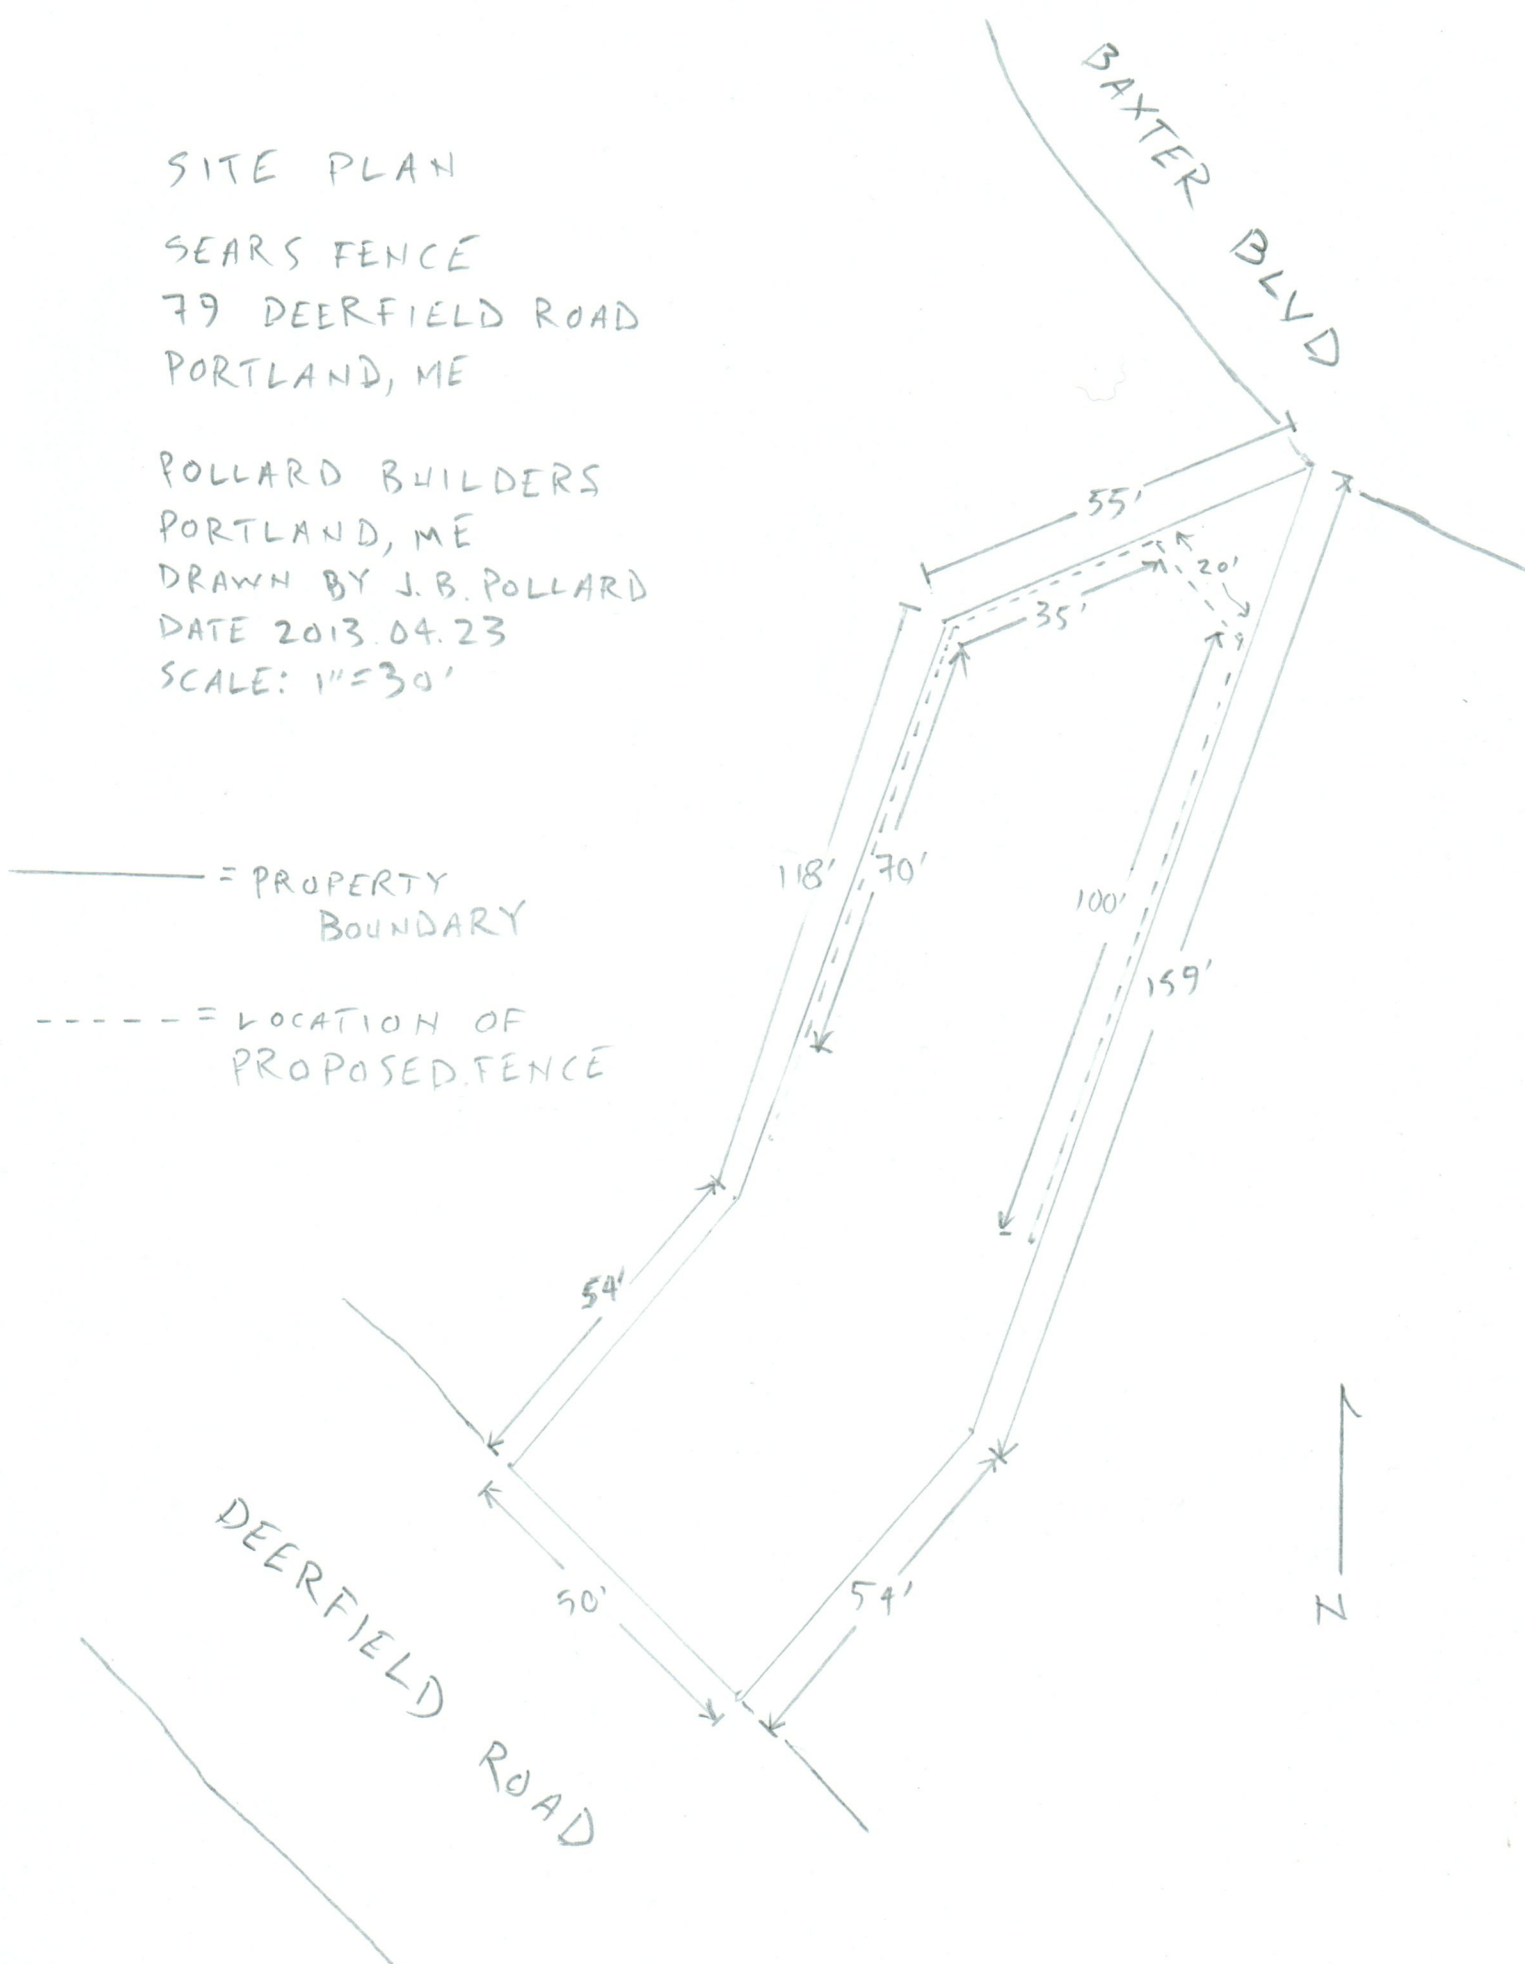 BAXTER BLVD
SITE PLAN
SEARS FENCE
79 DEERFIELD ROAD
PORTLAND, ME
POLLARD BUILDERS
PORTLAND, ME
DRAWN BY J.B. POLLARD
DATE 2013.04.23
SCALE: 1"=30'
55'
20'
35'
118'
70'
100'
159'
= PROPERTY
BOUNDARY
= LOCATION OF
PROPOSED FENCE
54'
50'
54'
DEERFIELD ROAD
N